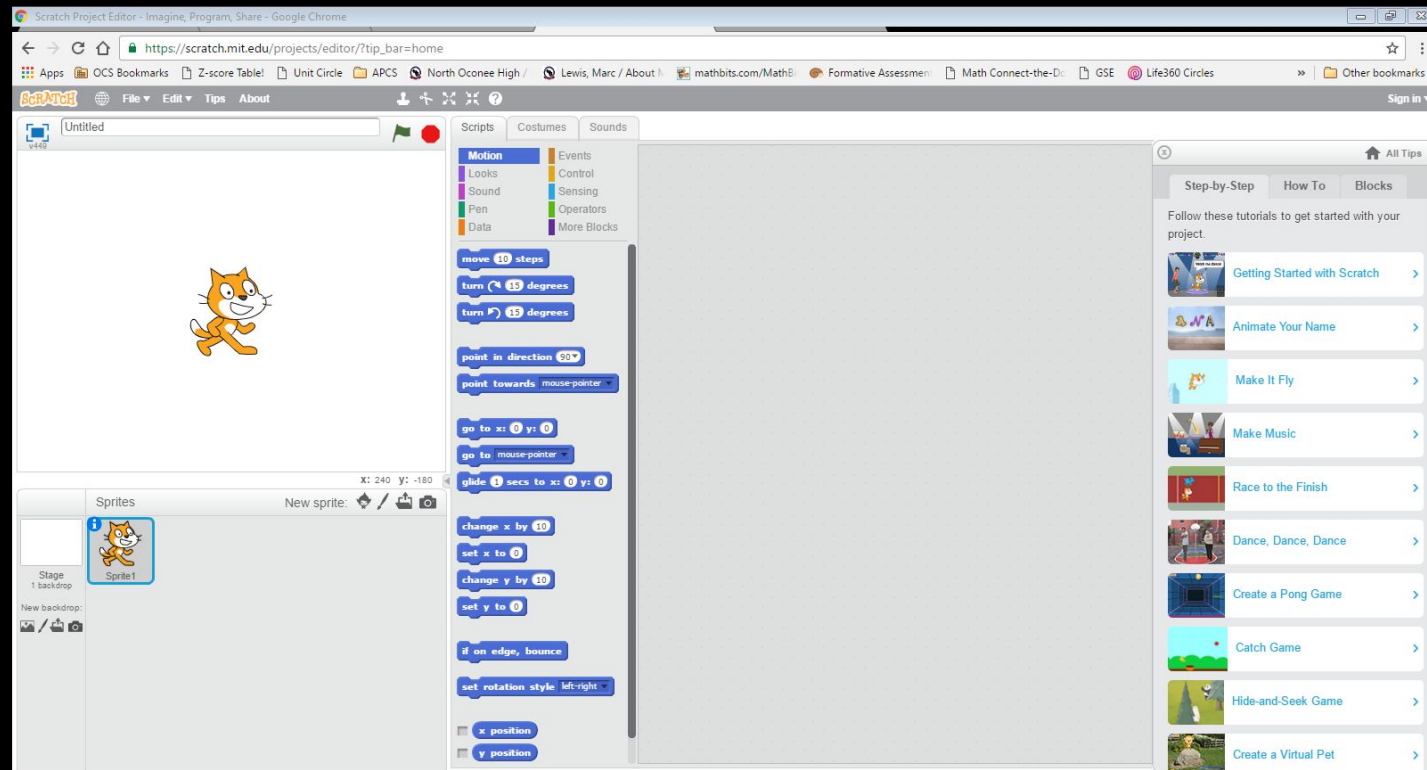 Scratch Project Editor - Imagine, Program, Share - Google Chrome
https://scratch.mit.edu/projects/editor/?tip_bar=home
Apps OCS Bookmarks Z-score Table! Unit Circle APCS North Oconee High / Lewis, Marc / About mathbits.com/MathB Formative Assessmen Math Connect-the-Do GSE Life360 Circles » Other bookmarks
SCRATCH File Edit Tips About Sign in
Untitled
v449
Scripts Costumes Sounds
Motion Events
Looks Control
Sound Sensing
Pen Operators
Data More Blocks
move 10 steps
turn 15 degrees
turn 15 degrees
point in direction 90
point towards mouse-pointer
go to x: 0 y: 0
go to mouse-pointer
glide 1 secs to x: 0 y: 0
change x by 10
set x to 0
change y by 10
set y to 0
if on edge, bounce
set rotation style left-right
x position
y position
X: 240 y: -180
Sprites New sprite:
Stage
1 backdrop
New backdrop:
Sprite1
All Tips
Step-by-Step How To Blocks
Follow these tutorials to get started with your
project.
Getting Started with Scratch
Animate Your Name
Make It Fly
Make Music
Race to the Finish
Dance, Dance, Dance
Create a Pong Game
Catch Game
Hide-and-Seek Game
Create a Virtual Pet